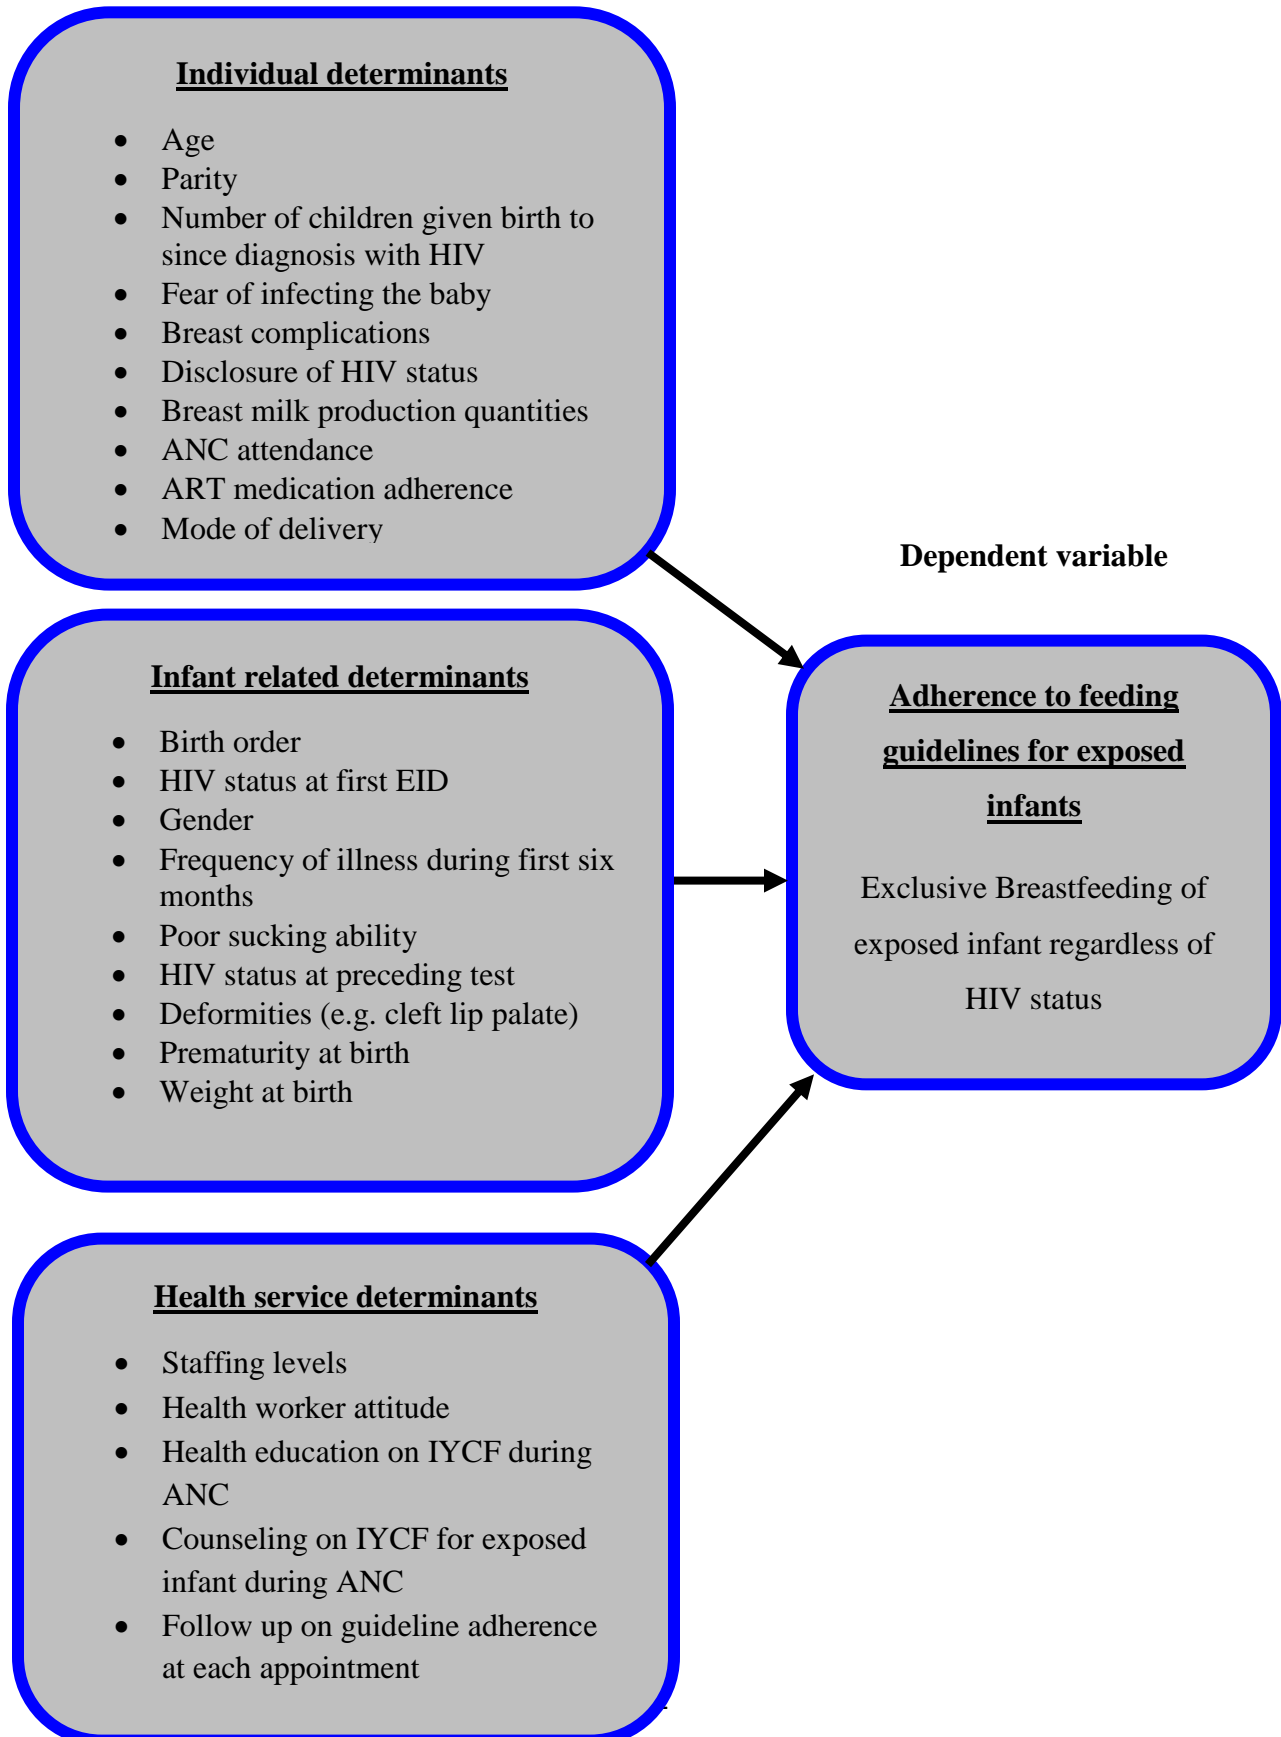 Individual determinants
• Age
• Parity
• Number of children given birth to
since diagnosis with HIV
• Fear of infecting the baby
• Breast complications
• Disclosure of HIV status
• Breast milk production quantities
• ANC attendance
• ART medication adherence
• Mode of delivery
Infant related determinants
• Birth order
• HIV status at first EID
• Gender
• Frequency of illness during first six
months
• Poor sucking ability
• HIV status at preceding test
• Deformities (e.g. cleft lip palate)
• Prematurity at birth
• Weight at birth
Health service determinants
• Staffing levels
• Health worker attitude
• Health education on IYCF during
ANC
• Counseling on IYCF for exposed
infant during ANC
• Follow up on guideline adherence
at each appointment
Dependent variable
Adherence to feeding
guidelines for exposed
infants
Exclusive Breastfeeding of
exposed infant regardless of
HIV status